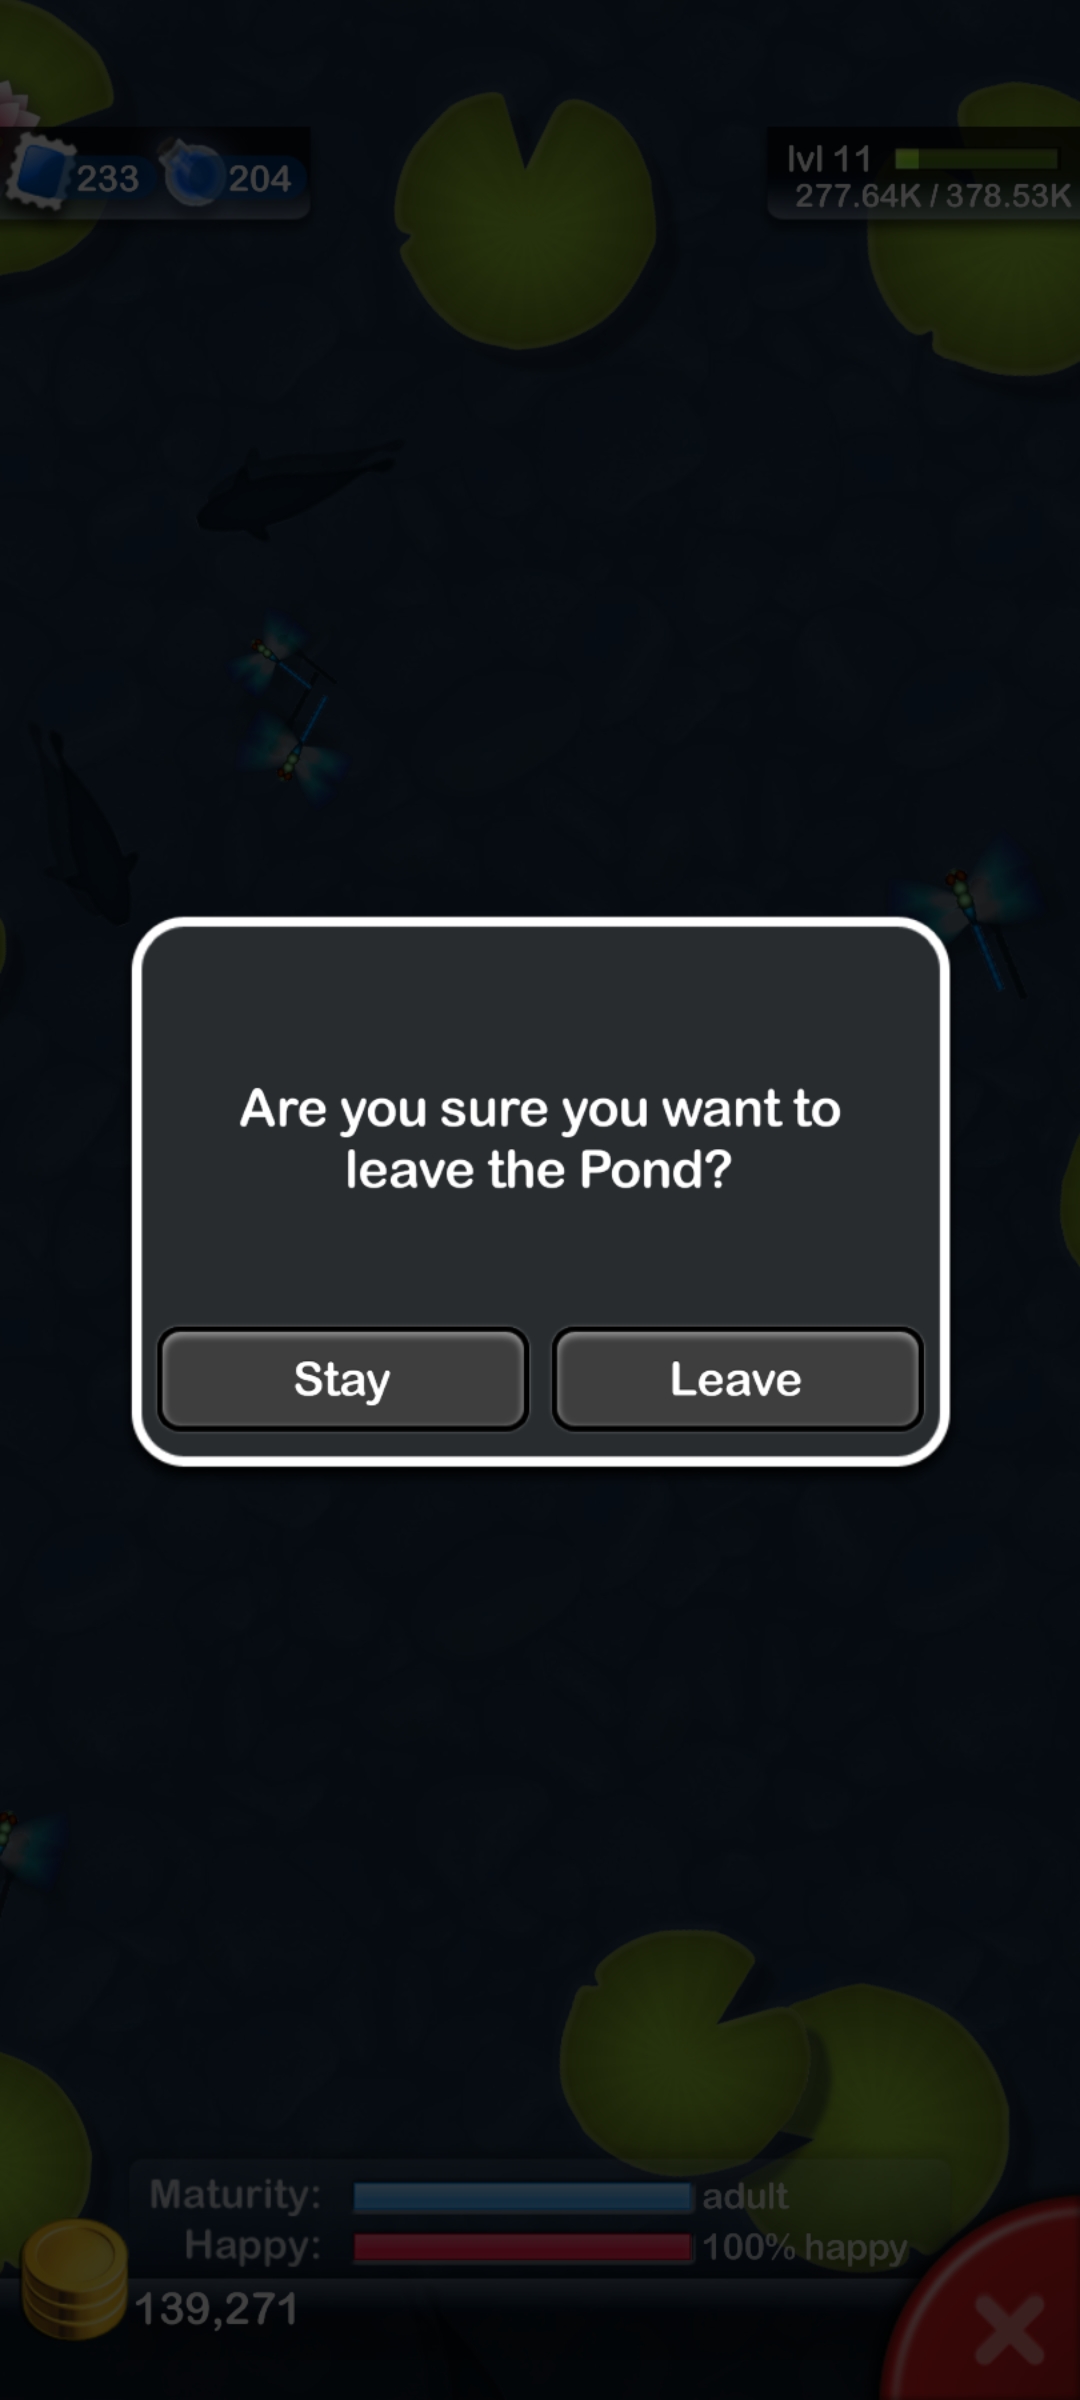 233 204
lvl 11
277.64K / 378.53K
Are you sure you want to
leave the Pond?
Stay Leave
Maturity: adult
Happy: 100% happy
139,271